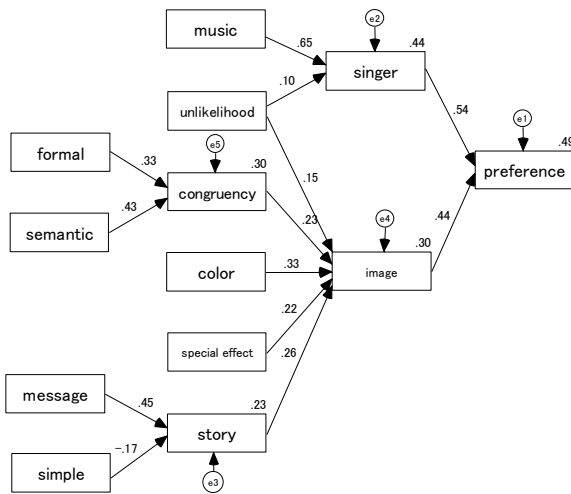 music
.65
e2
.44
singer
.10
unlikelihood
.54
e1
.49
preference
formal
.33
e5
.30
congruency
.15
semantic
.43
.23
e4
.44
.30
image
color
.33
.22
special effect
.26
message
.45
.23
story
simple
-.17
e3